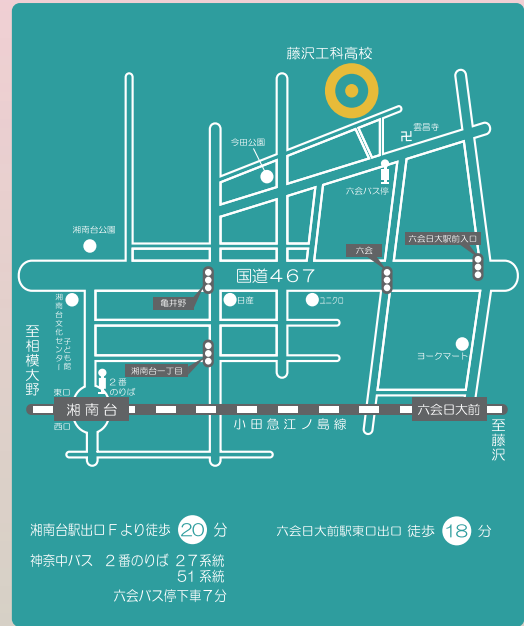 藤沢工科高校
雲昌寺
卍
今田公園
六会バス停
湘南台公園
六会日大駅前入口
六会
国道467
亀井野
日産
ユニクロ
湘南台文化センター
子ども館
湘南台一丁目
ヨークマート
至相模大野
2番
のりば
東口
湘南台
西口
小田急江ノ島線
六会日大前
至藤沢
湘南台駅出口Fより徒歩 20 分
六会日大前駅東口出口 徒歩 18 分
神奈中バス 2番のりば 27系統
51系統
六会バス停下車7分